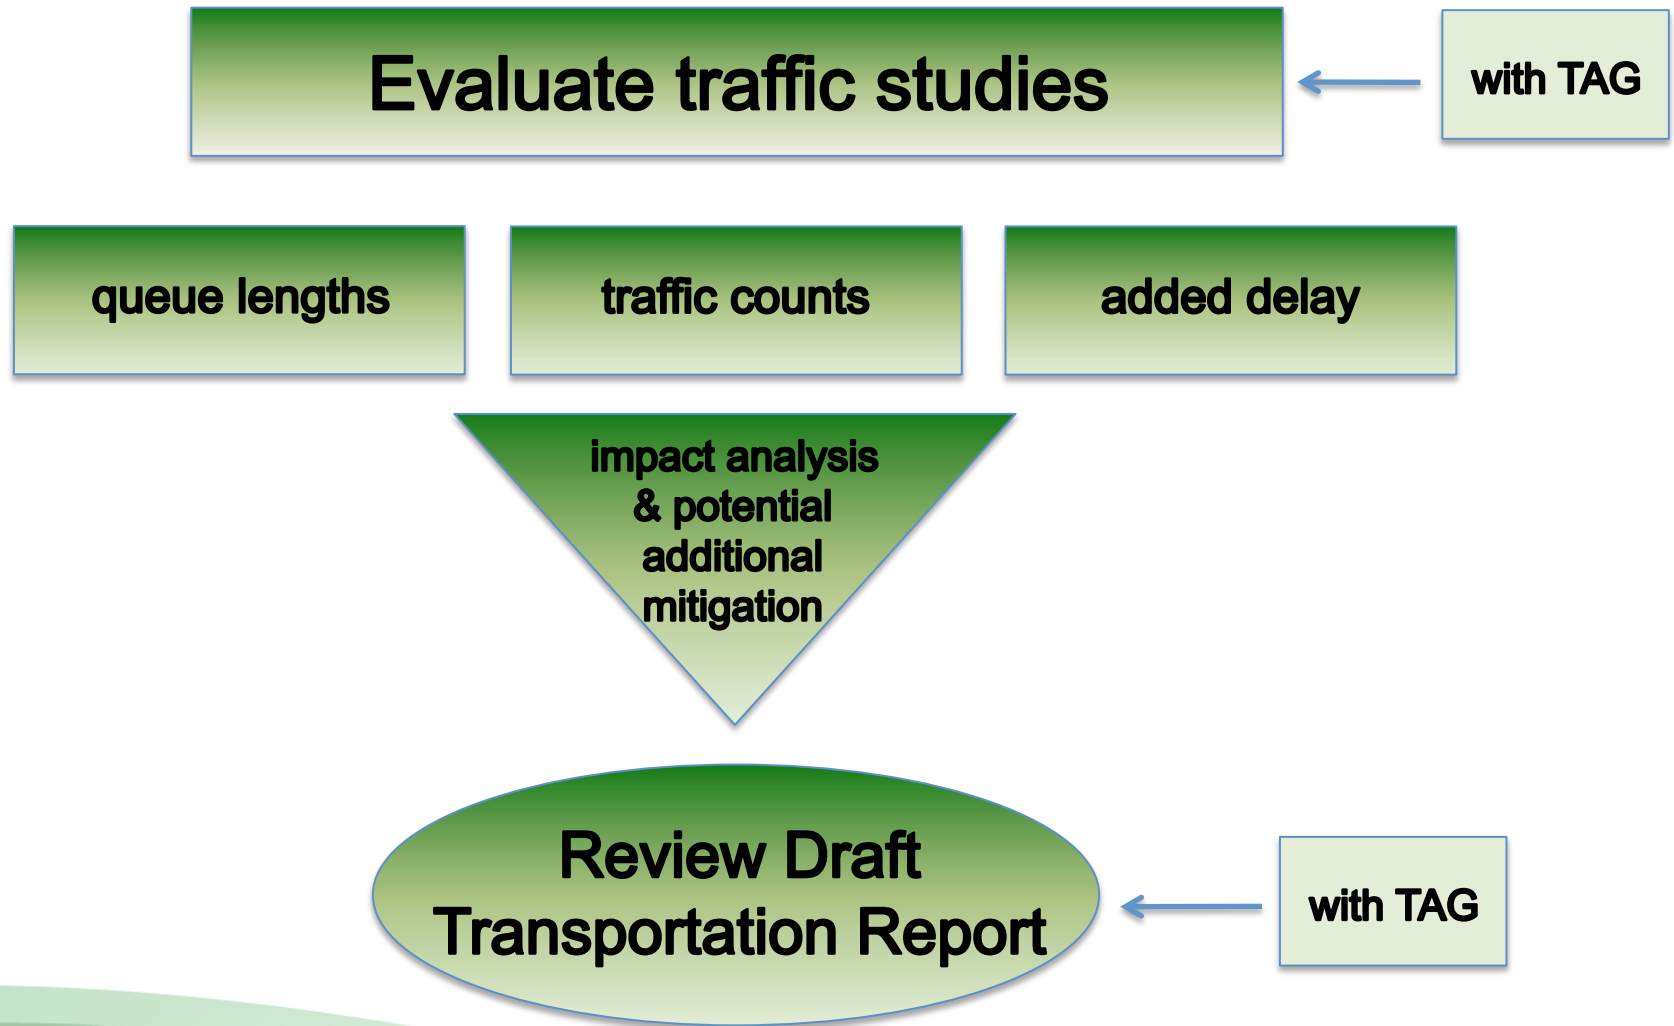 Evaluate traffic studies
with TAG
queue lengths
traffic counts
added delay
impact analysis
& potential
additional
mitigation
Review Draft
Transportation Report
with TAG